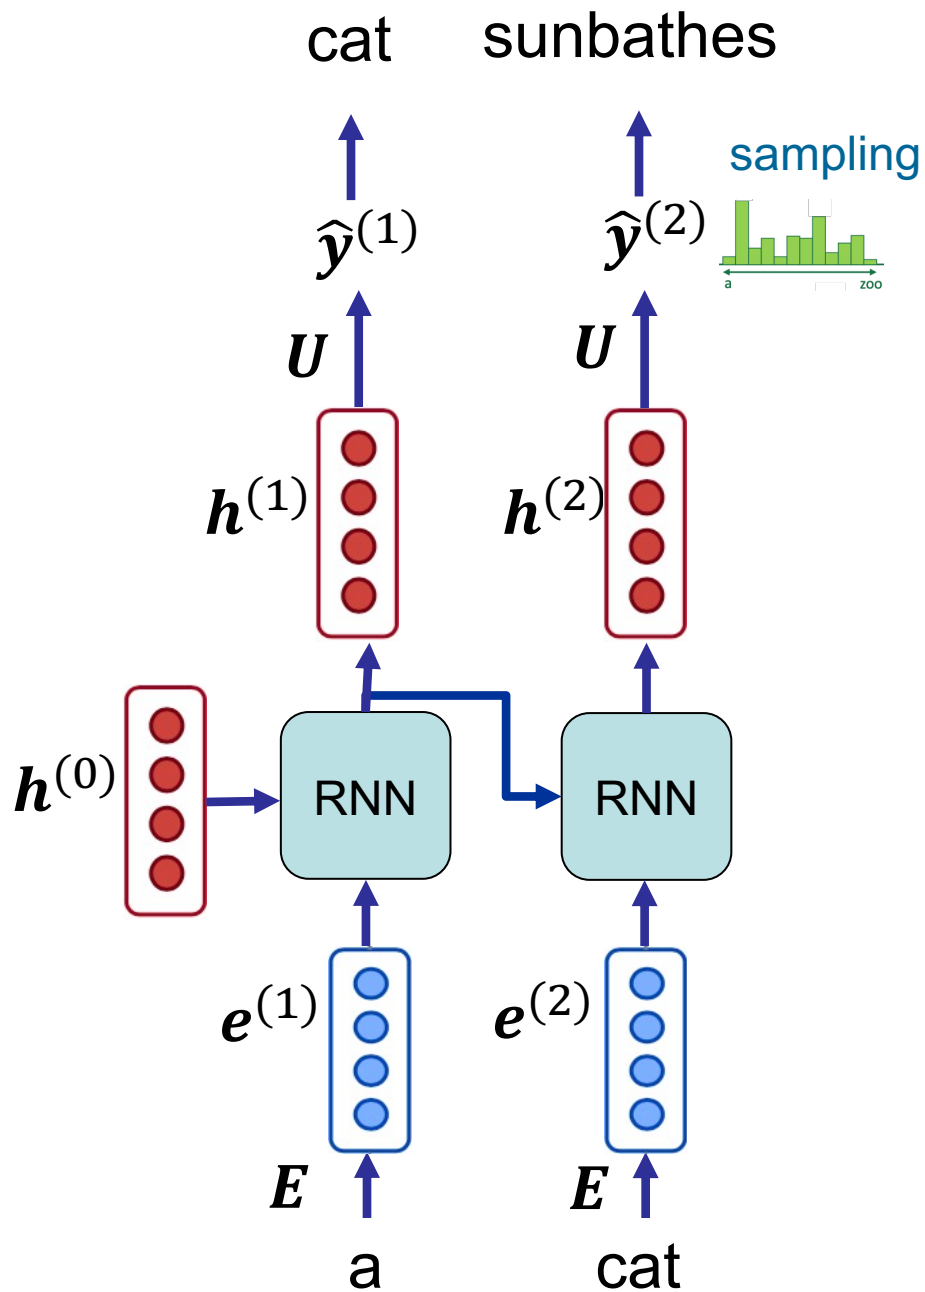 cat sunbathes
sampling
ŷ⁽¹⁾ ŷ⁽²⁾
a zoo
U U
h⁽¹⁾ h⁽²⁾
h⁽⁰⁾ RNN RNN
e⁽¹⁾ e⁽²⁾
E E
a cat